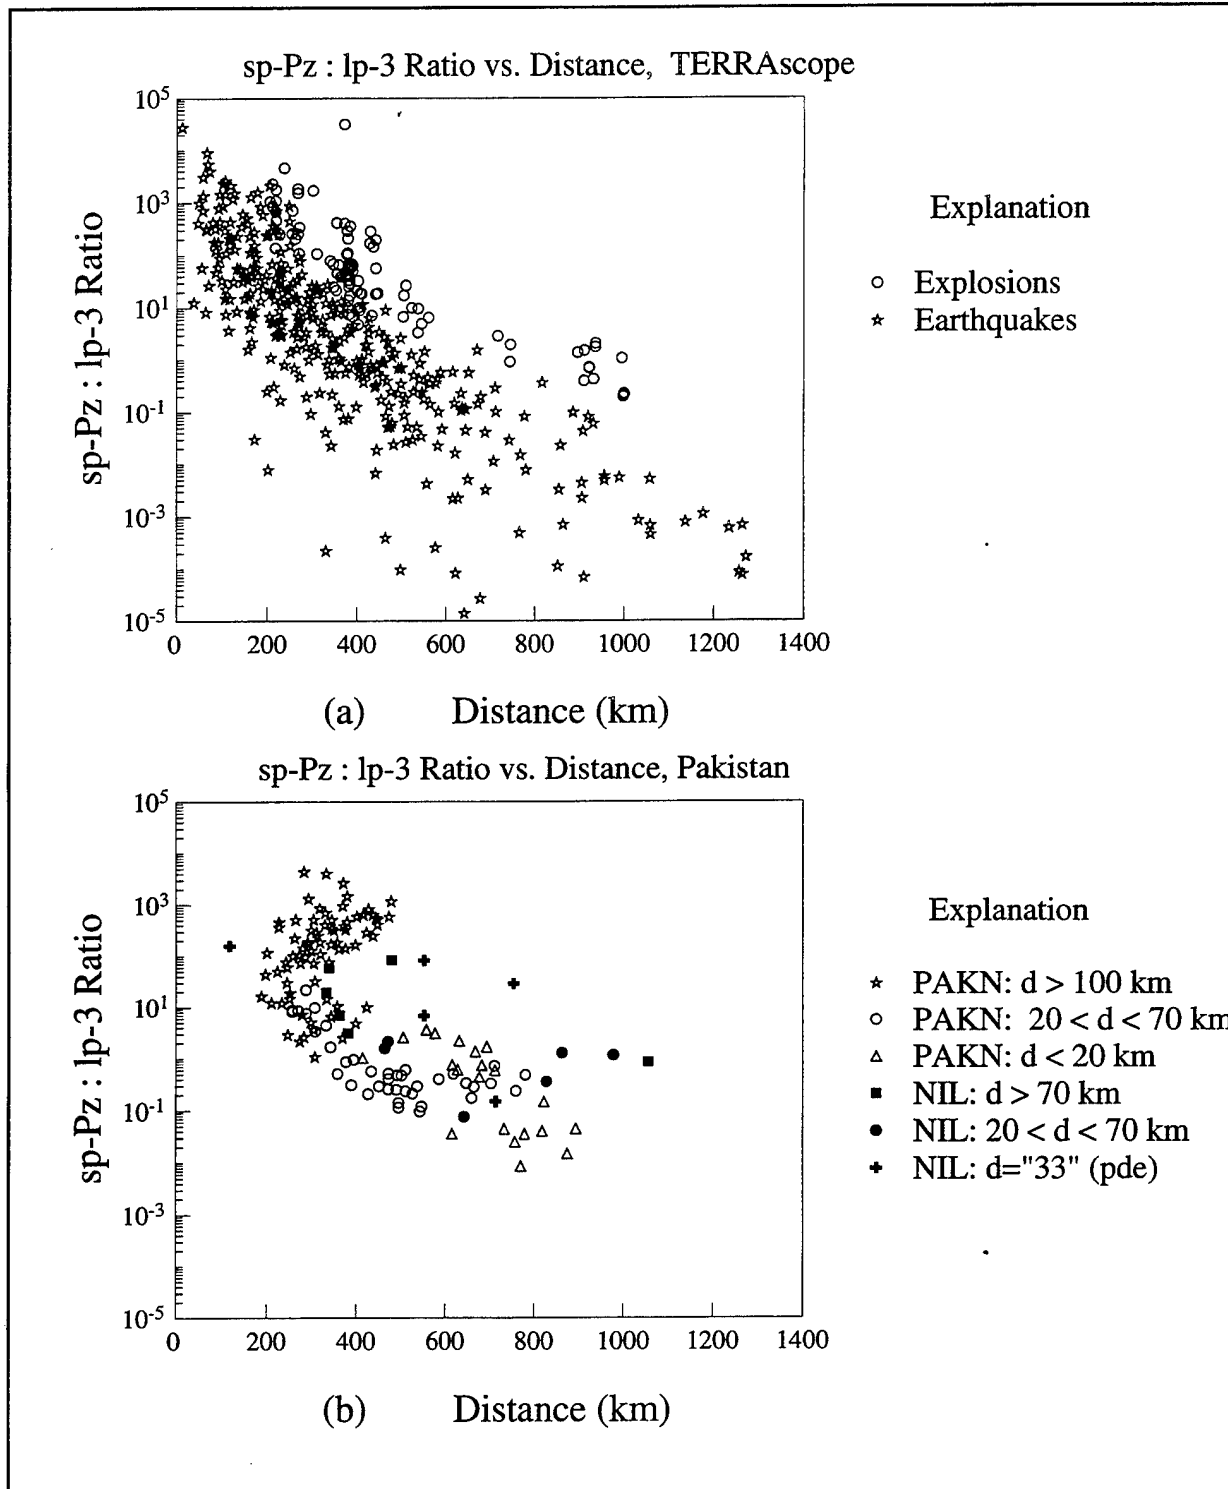 sp-Pz : lp-3 Ratio vs. Distance, TERRAscope
sp-Pz : lp-3 Ratio
10^5
10^3
10^1
10^-1
10^-3
10^-5
0 200 400 600 800 1000 1200 1400
(a) Distance (km)
Explanation
Explosions
Earthquakes
sp-Pz : lp-3 Ratio vs. Distance, Pakistan
sp-Pz : lp-3 Ratio
10^5
10^3
10^1
10^-1
10^-3
10^-5
0 200 400 600 800 1000 1200 1400
(b) Distance (km)
Explanation
PAKN: d > 100 km
PAKN: 20 < d < 70 km
PAKN: d < 20 km
NIL: d > 70 km
NIL: 20 < d < 70 km
NIL: d="33" (pde)